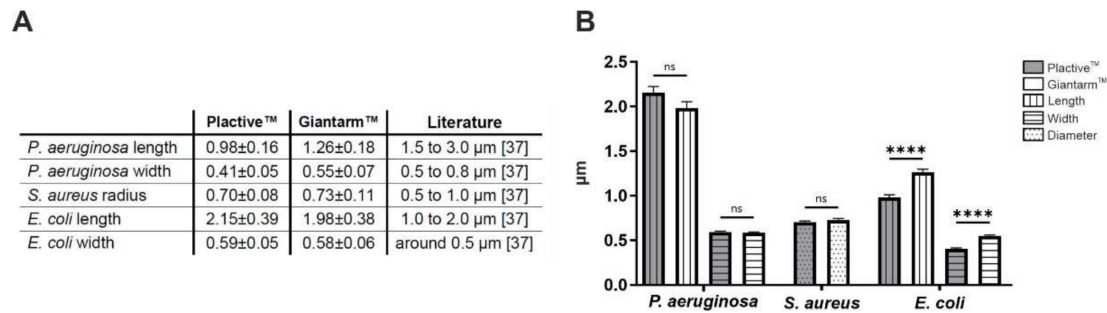 A
Plactive™ Giantarm™ Literature
P. aeruginosa length 0.98±0.16 1.26±0.18 1.5 to 3.0 µm [37]
P. aeruginosa width 0.41±0.05 0.55±0.07 0.5 to 0.8 µm [37]
S. aureus radius 0.70±0.08 0.73±0.11 0.5 to 1.0 µm [37]
E. coli length 2.15±0.39 1.98±0.38 1.0 to 2.0 µm [37]
E. coli width 0.59±0.05 0.58±0.06 around 0.5 µm [37]
B
2.5
2.0
1.5
1.0
0.5
0.0
µm
ns
ns
ns
****
****
P. aeruginosa S. aureus E. coli
Plactive™
Giantarm™
Length
Width
Diameter